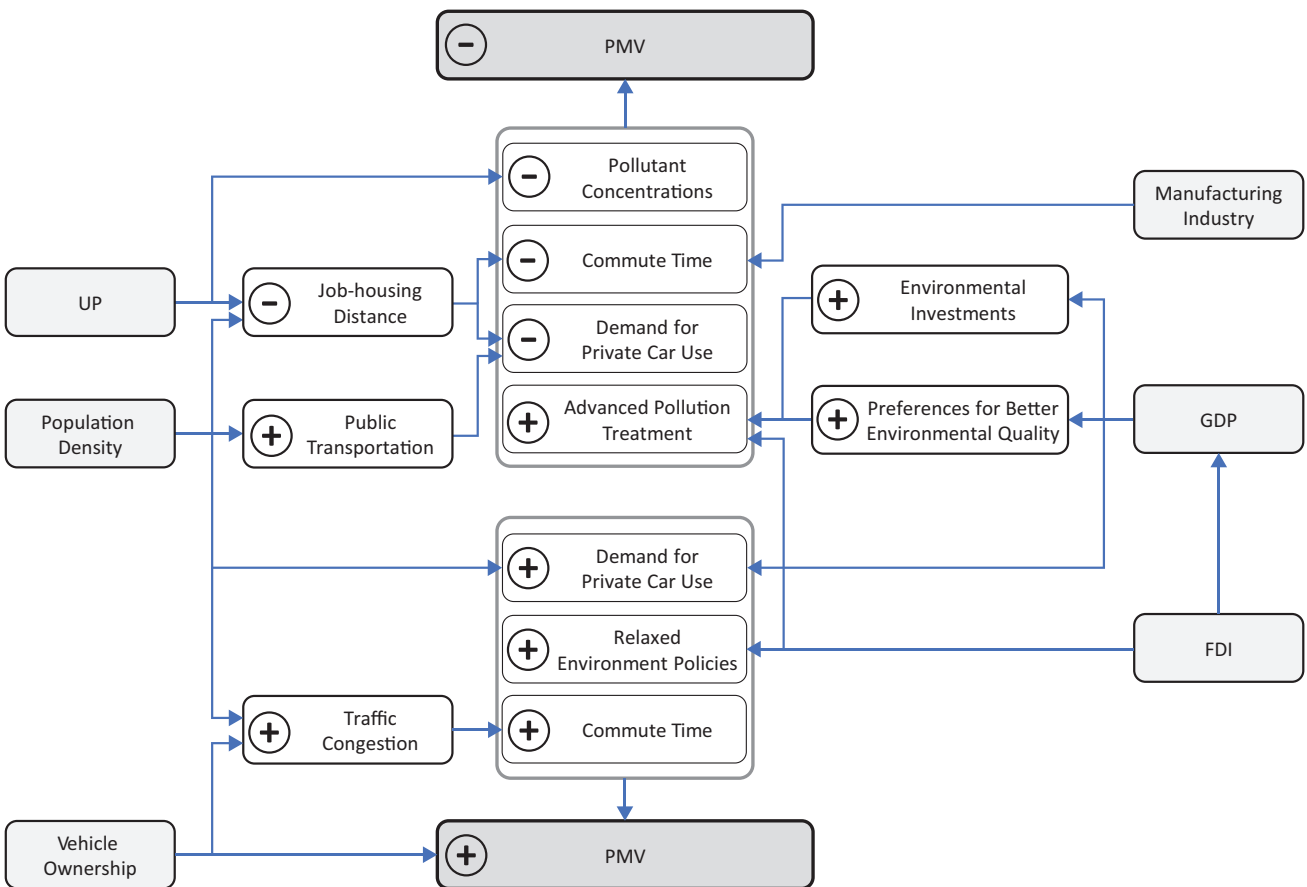 PMV
Pollutant
Concentrations
Manufacturing
Industry
Commute Time
UP
Job-housing
Distance
Environmental
Investments
Demand for
Private Car Use
Population
Density
Public
Transportation
Advanced Pollution
Treatment
Preferences for Better
Environmental Quality
GDP
Demand for
Private Car Use
Relaxed
Environment Policies
FDI
Traffic
Congestion
Commute Time
Vehicle
Ownership
PMV